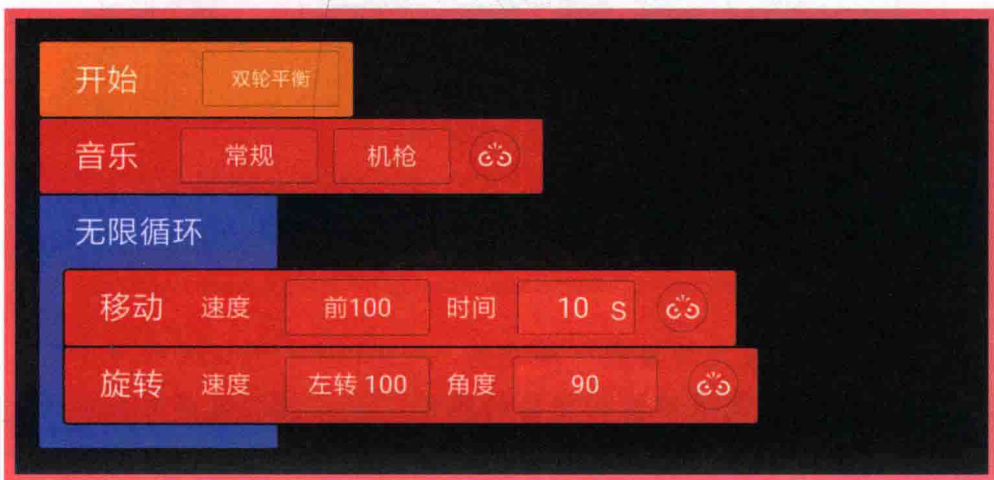 开始 双轮平衡
音乐 常规 机枪
无限循环
移动 速度 前100 时间 10 S
旋转 速度 左转 100 角度 90